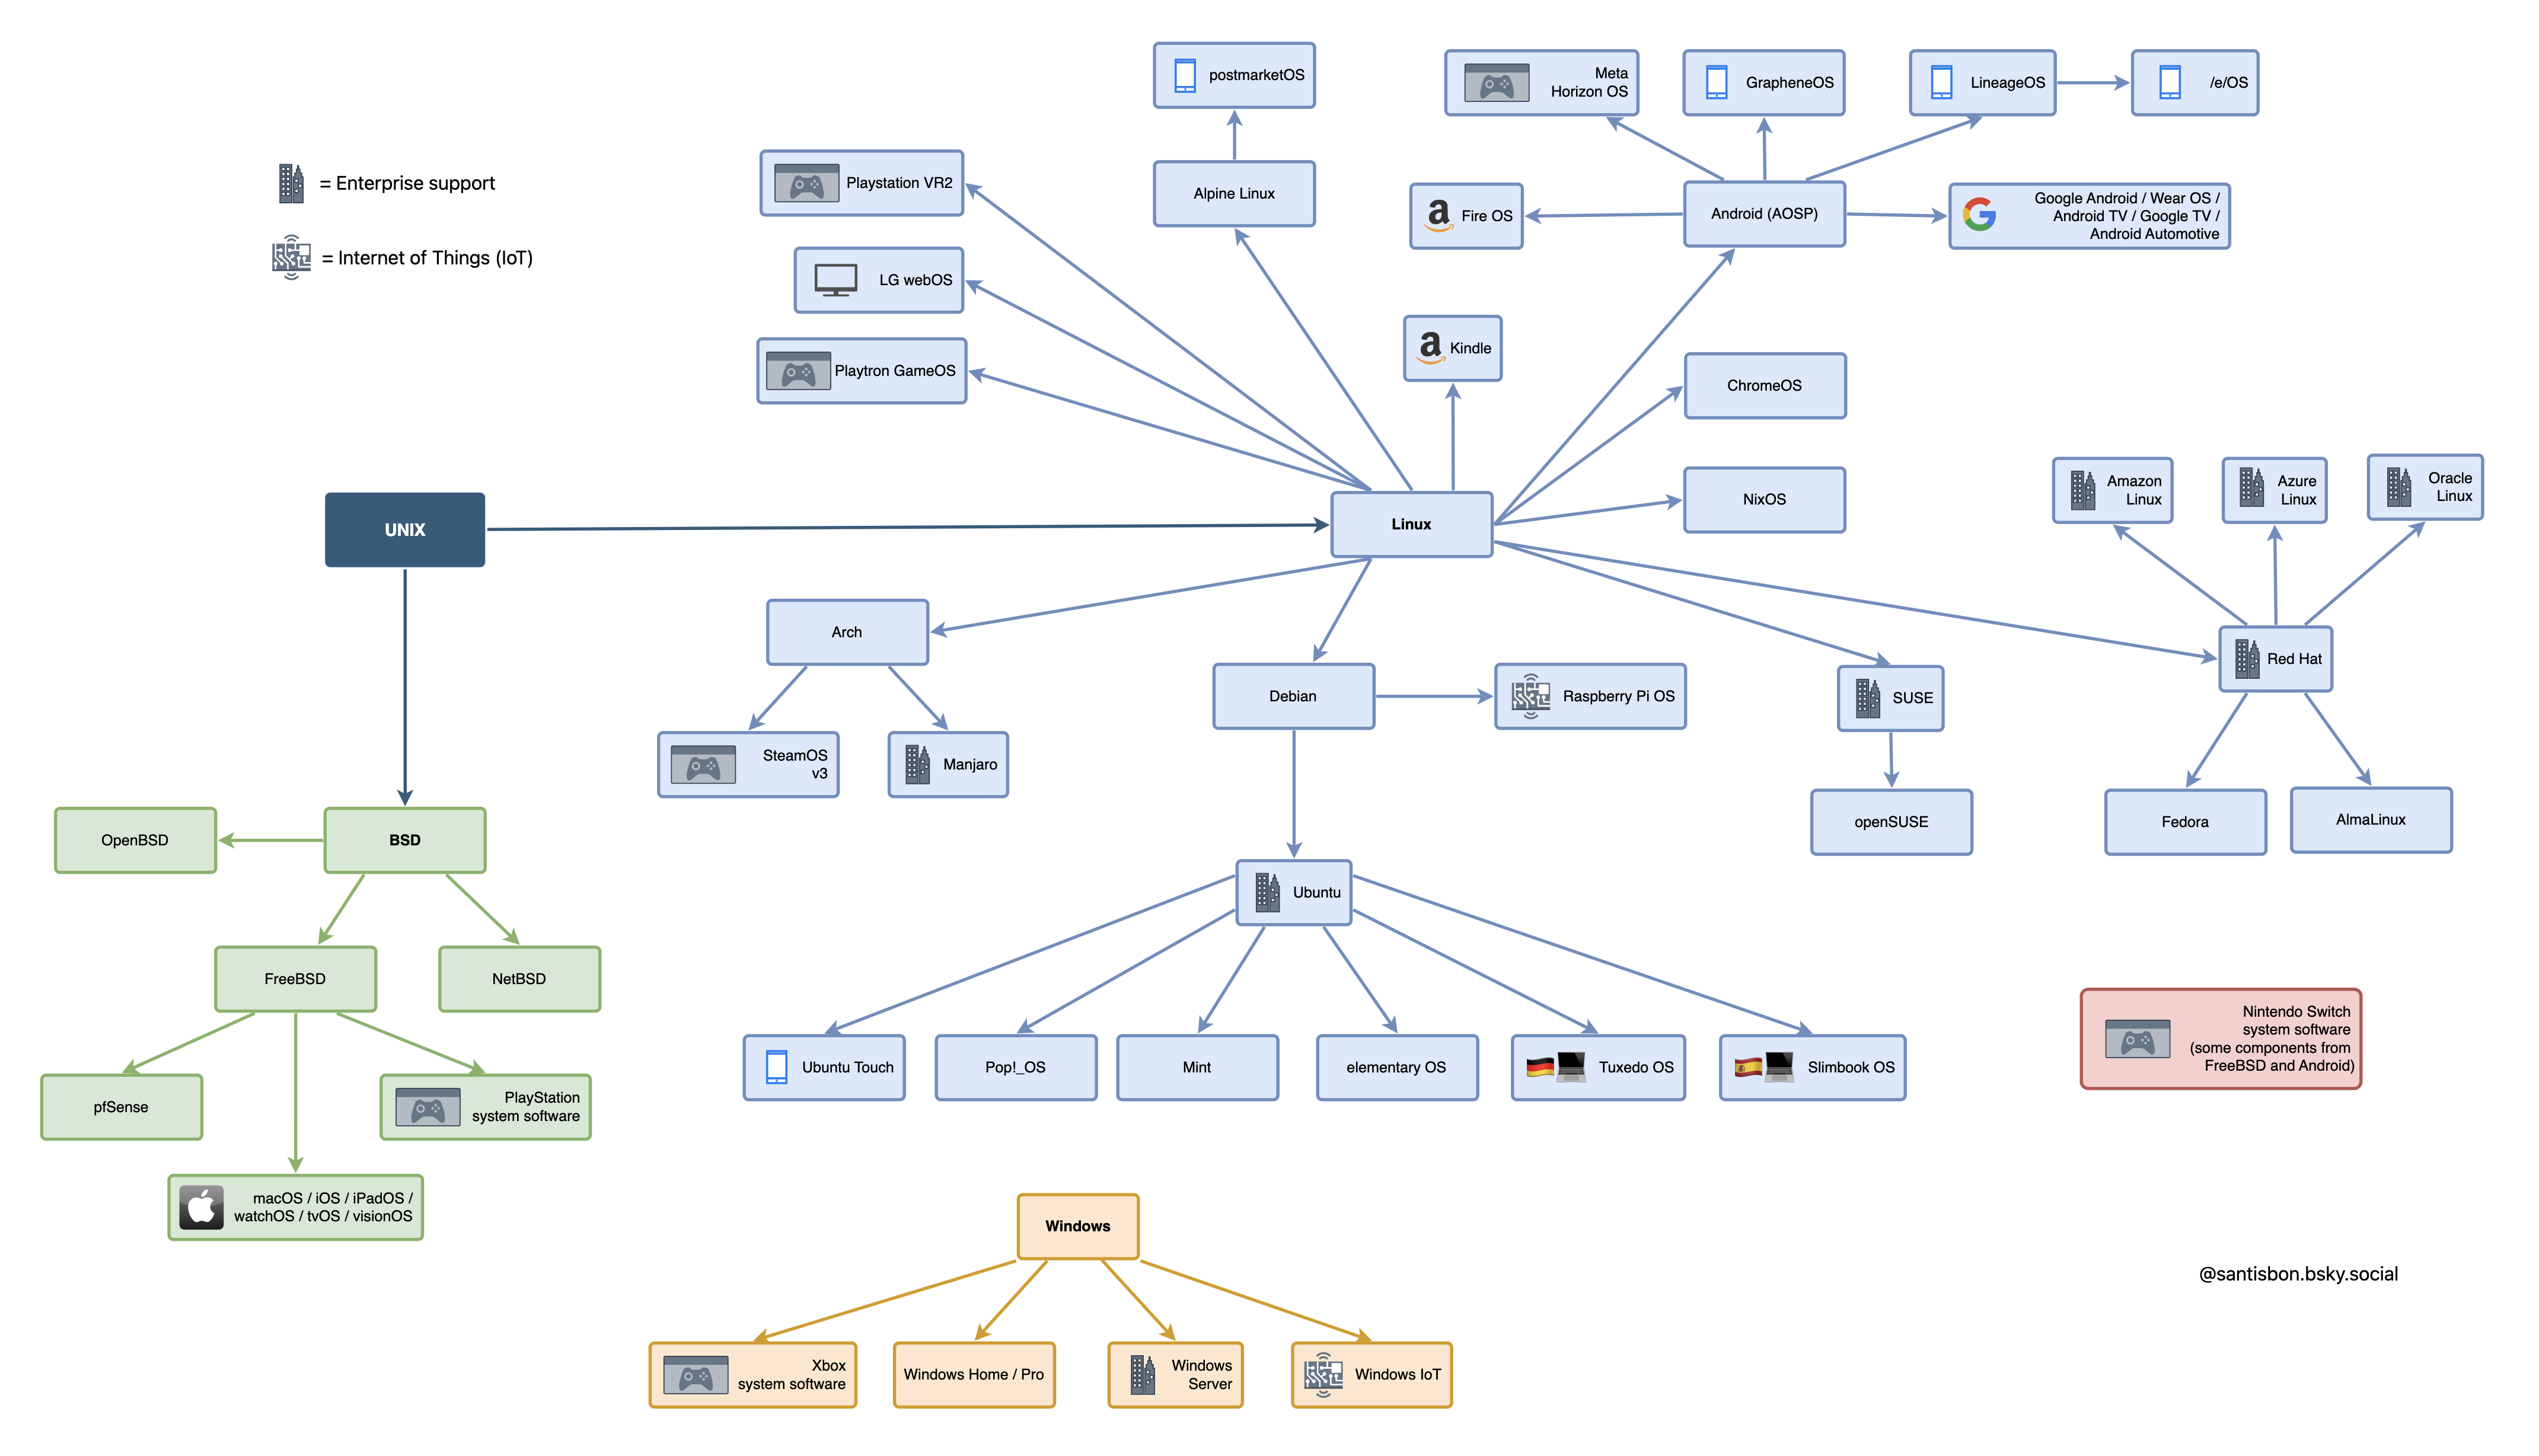 postmarketOS
Meta
Horizon OS
GrapheneOS
LineageOS
/e/OS
= Enterprise support
Playstation VR2
Alpine Linux
Fire OS
Android (AOSP)
Google Android / Wear OS /
Android TV / Google TV /
Android Automotive
= Internet of Things (IoT)
LG webOS
Playtron GameOS
Kindle
ChromeOS
NixOS
Amazon
Linux
Azure
Linux
Oracle
Linux
UNIX
Linux
Arch
Debian
Raspberry Pi OS
SUSE
Red Hat
SteamOS
v3
Manjaro
openSUSE
Fedora
AlmaLinux
OpenBSD
BSD
Ubuntu
FreeBSD
NetBSD
Ubuntu Touch
Pop!_OS
Mint
elementary OS
Tuxedo OS
Slimbook OS
Nintendo Switch
system software
(some components from
FreeBSD and Android)
pfSense
PlayStation
system software
macOS / iOS / iPadOS /
watchOS / tvOS / visionOS
Windows
@santisbon.bsky.social
Xbox
system software
Windows Home / Pro
Windows
Server
Windows IoT